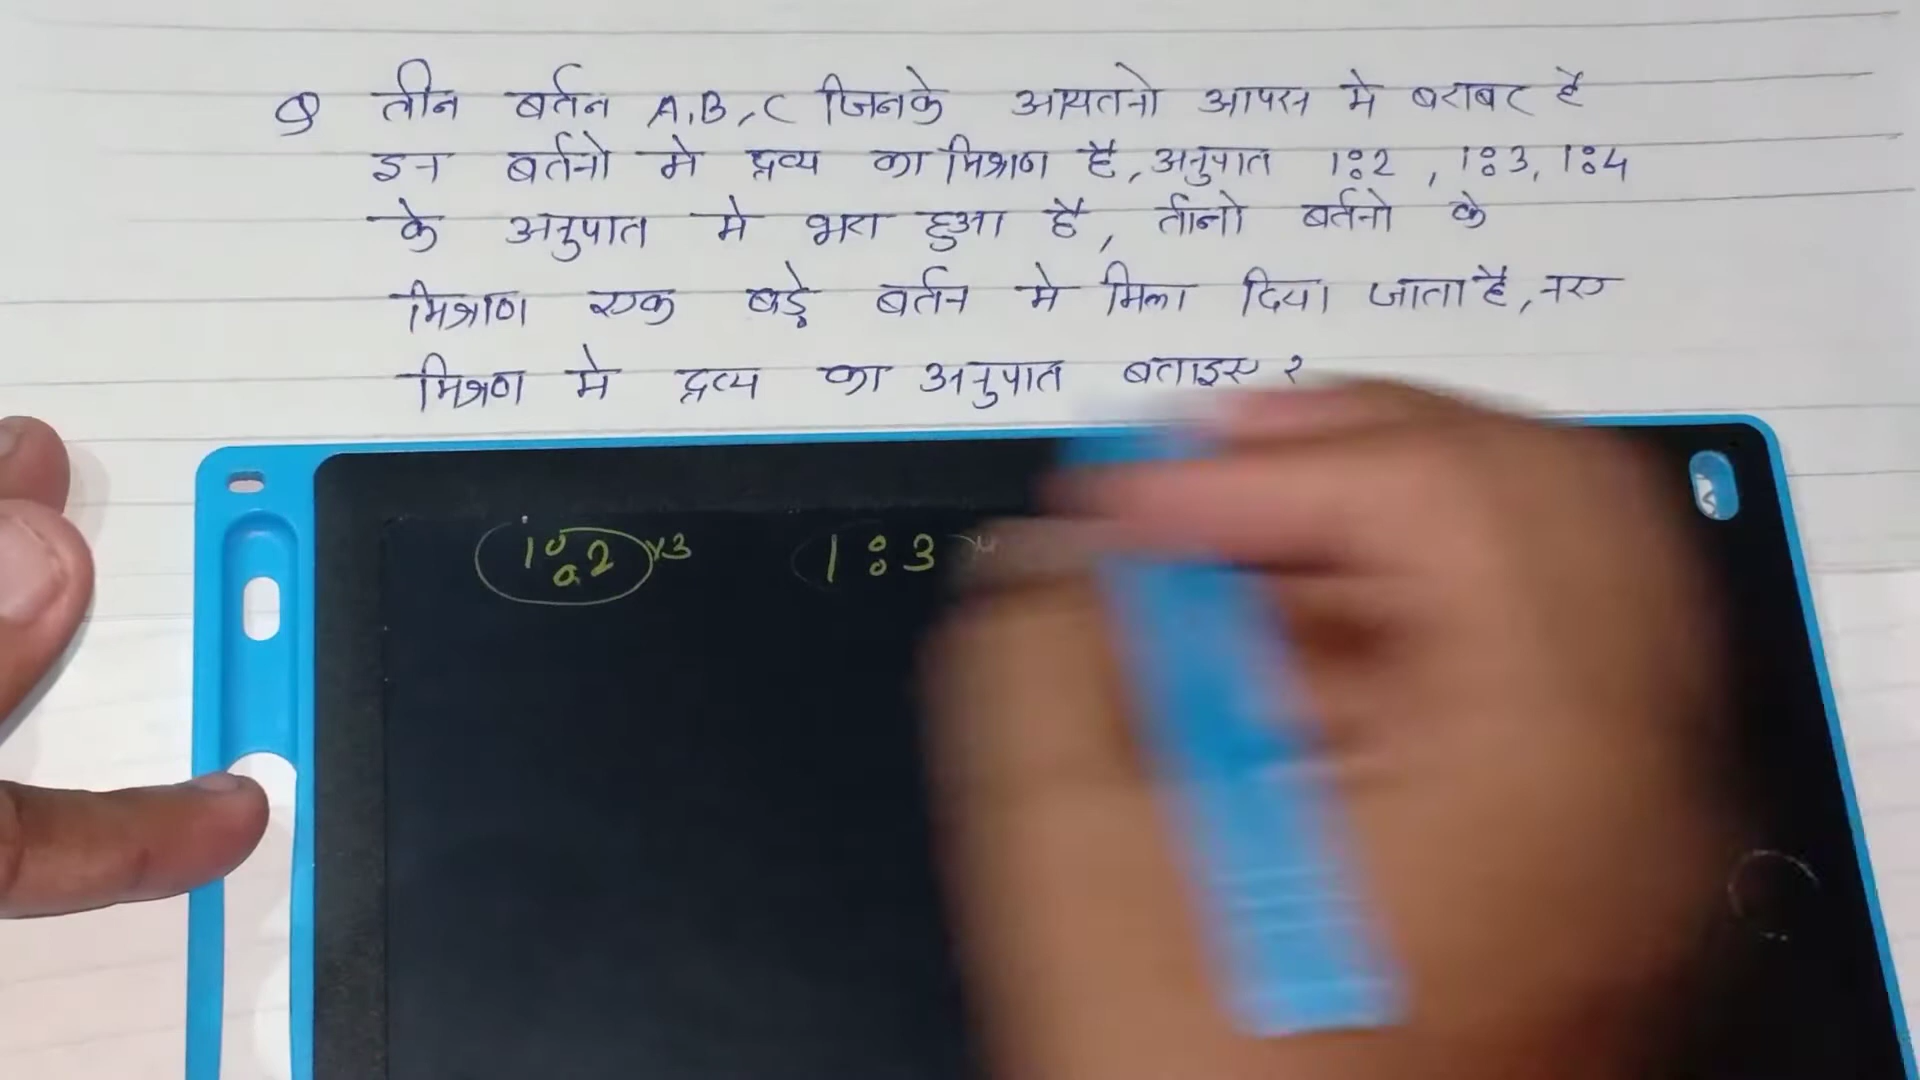 Q तीन बर्तन A,B,C जिनके आयतनो आपस मे बराबर है
इन बर्तनो मे द्रव्य का मिश्रण है, अनुपात 1:2, 1:3, 1:4
के अनुपात मे भरा हुआ है, तीनो बर्तनो के
मिश्रण एक बड़े बर्तन मे मिला दिया जाता है, नए
मिश्रण मे द्रव्य का अनुपात बताइए ?
1:2 x3 1:3